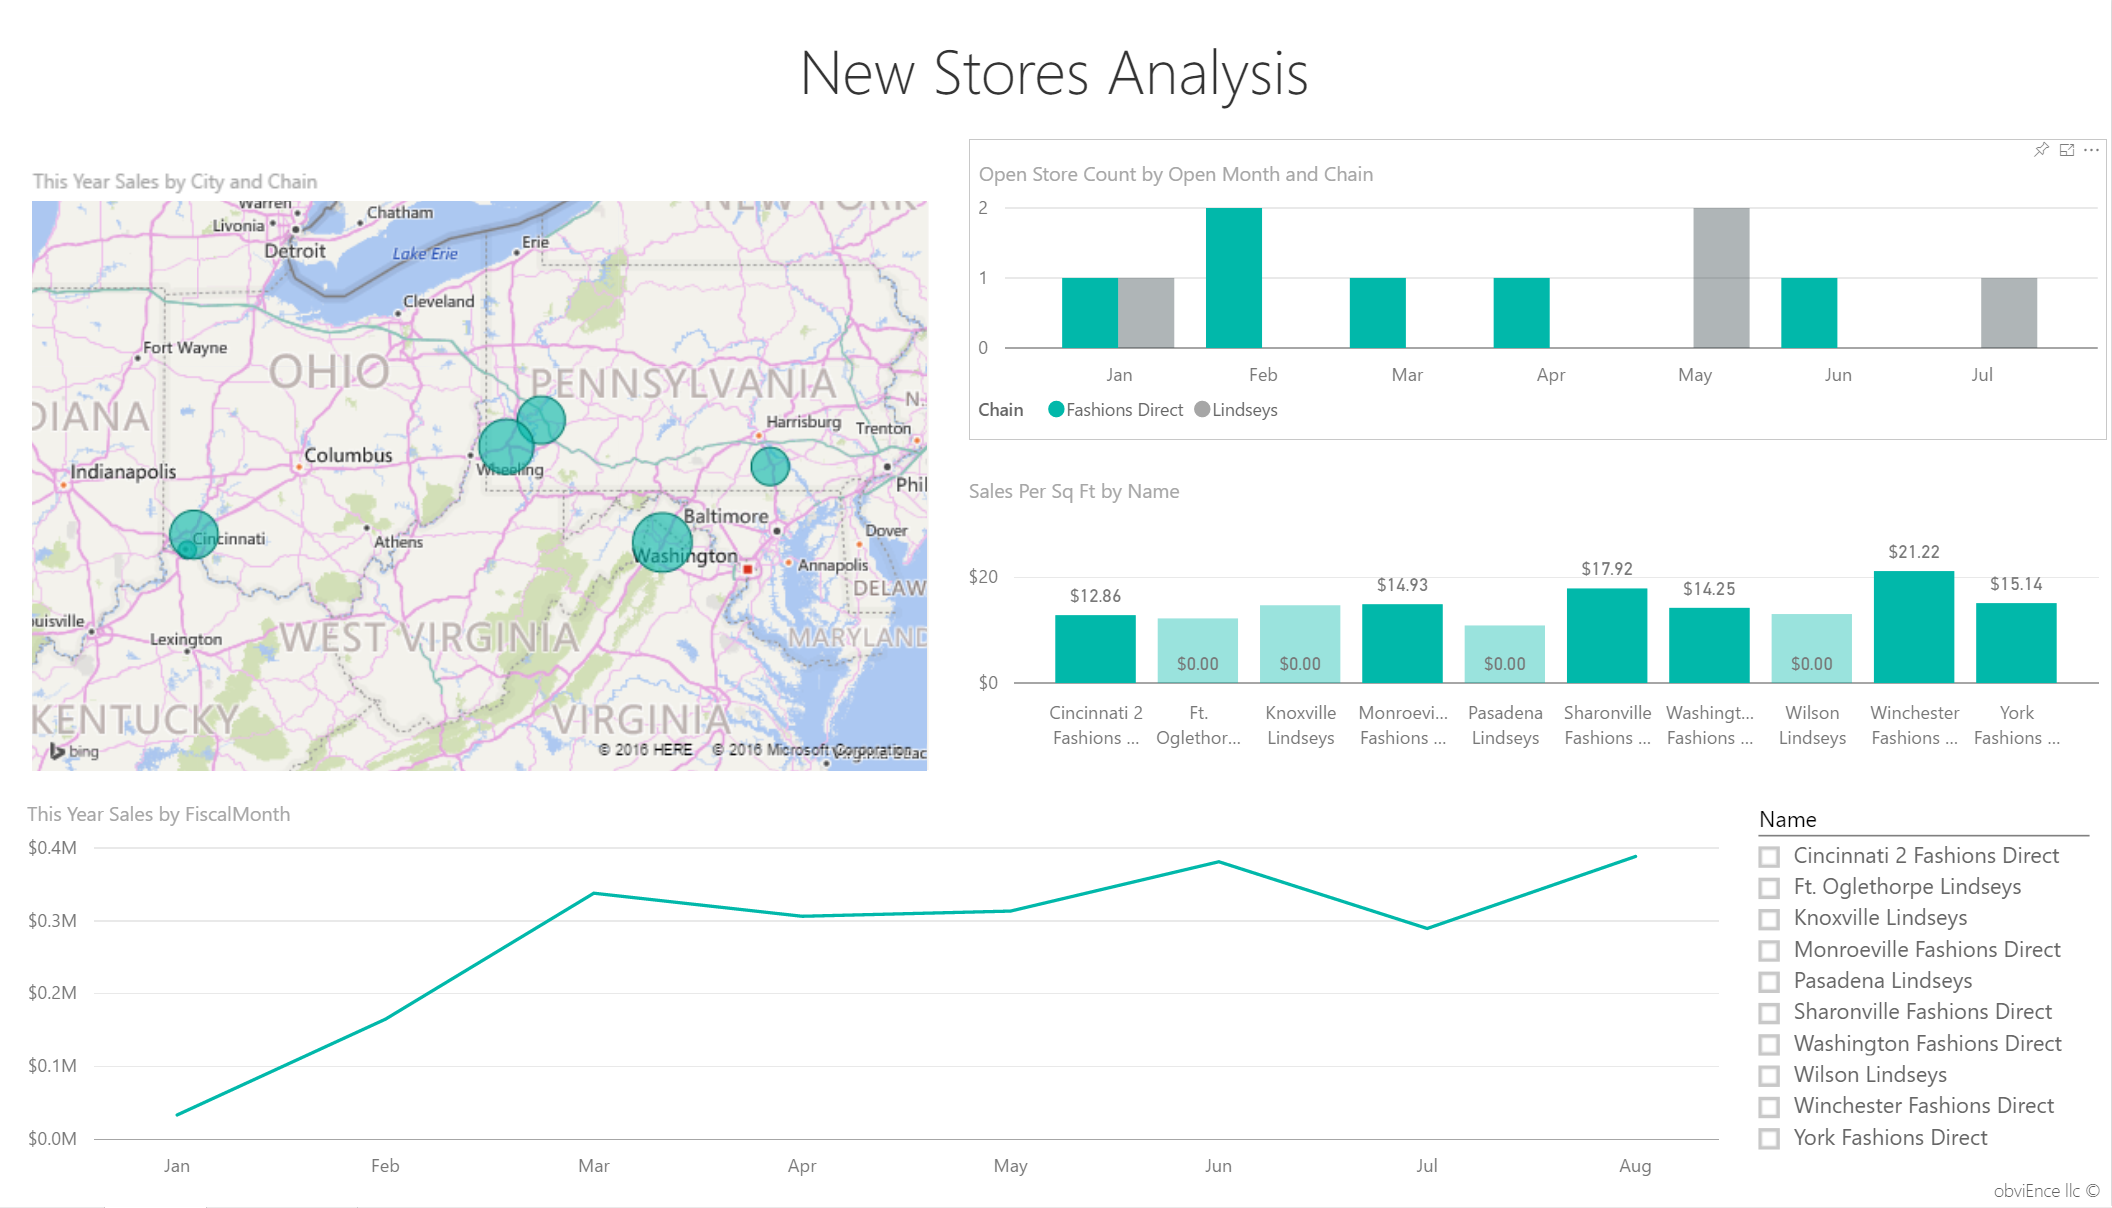 New Stores Analysis
This Year Sales by City and Chain
Warren
Livonia
Chatham
Detroit
Lake Erie
Erie
NEW YORK
Cleveland
Fort Wayne
OHIO
PENNSYLVANIA
DIANA
N.
Harrisburg
Trenton
Columbus
Indianapolis
Wheeling
Phil
Cincinnati
Baltimore
Dover
Athens
Washington
Annapolis
DELAW
uisville
Lexington
WEST VIRGINIA
MARYLAND
KENTUCKY
VIRGINIA
bing
© 2016 HERE © 2016 Microsoft Corporation
Open Store Count by Open Month and Chain
2
1
0
Jan Feb Mar Apr May Jun Jul
Chain Fashions Direct Lindseys
Sales Per Sq Ft by Name
$20
$0
$12.86 $0.00 $0.00 $14.93 $0.00 $17.92 $14.25 $0.00 $21.22 $15.14
Cincinnati 2 Ft. Knoxville Monroevi... Pasadena Sharonville Washingt... Wilson Winchester York
Fashions ... Oglethor... Lindseys Fashions ... Lindseys Fashions ... Fashions ... Lindseys Fashions ... Fashions ...
This Year Sales by FiscalMonth
$0.4M
$0.3M
$0.2M
$0.1M
$0.0M
Jan Feb Mar Apr May Jun Jul Aug
Name
Cincinnati 2 Fashions Direct
Ft. Oglethorpe Lindseys
Knoxville Lindseys
Monroeville Fashions Direct
Pasadena Lindseys
Sharonville Fashions Direct
Washington Fashions Direct
Wilson Lindseys
Winchester Fashions Direct
York Fashions Direct
obviEnce llc ©